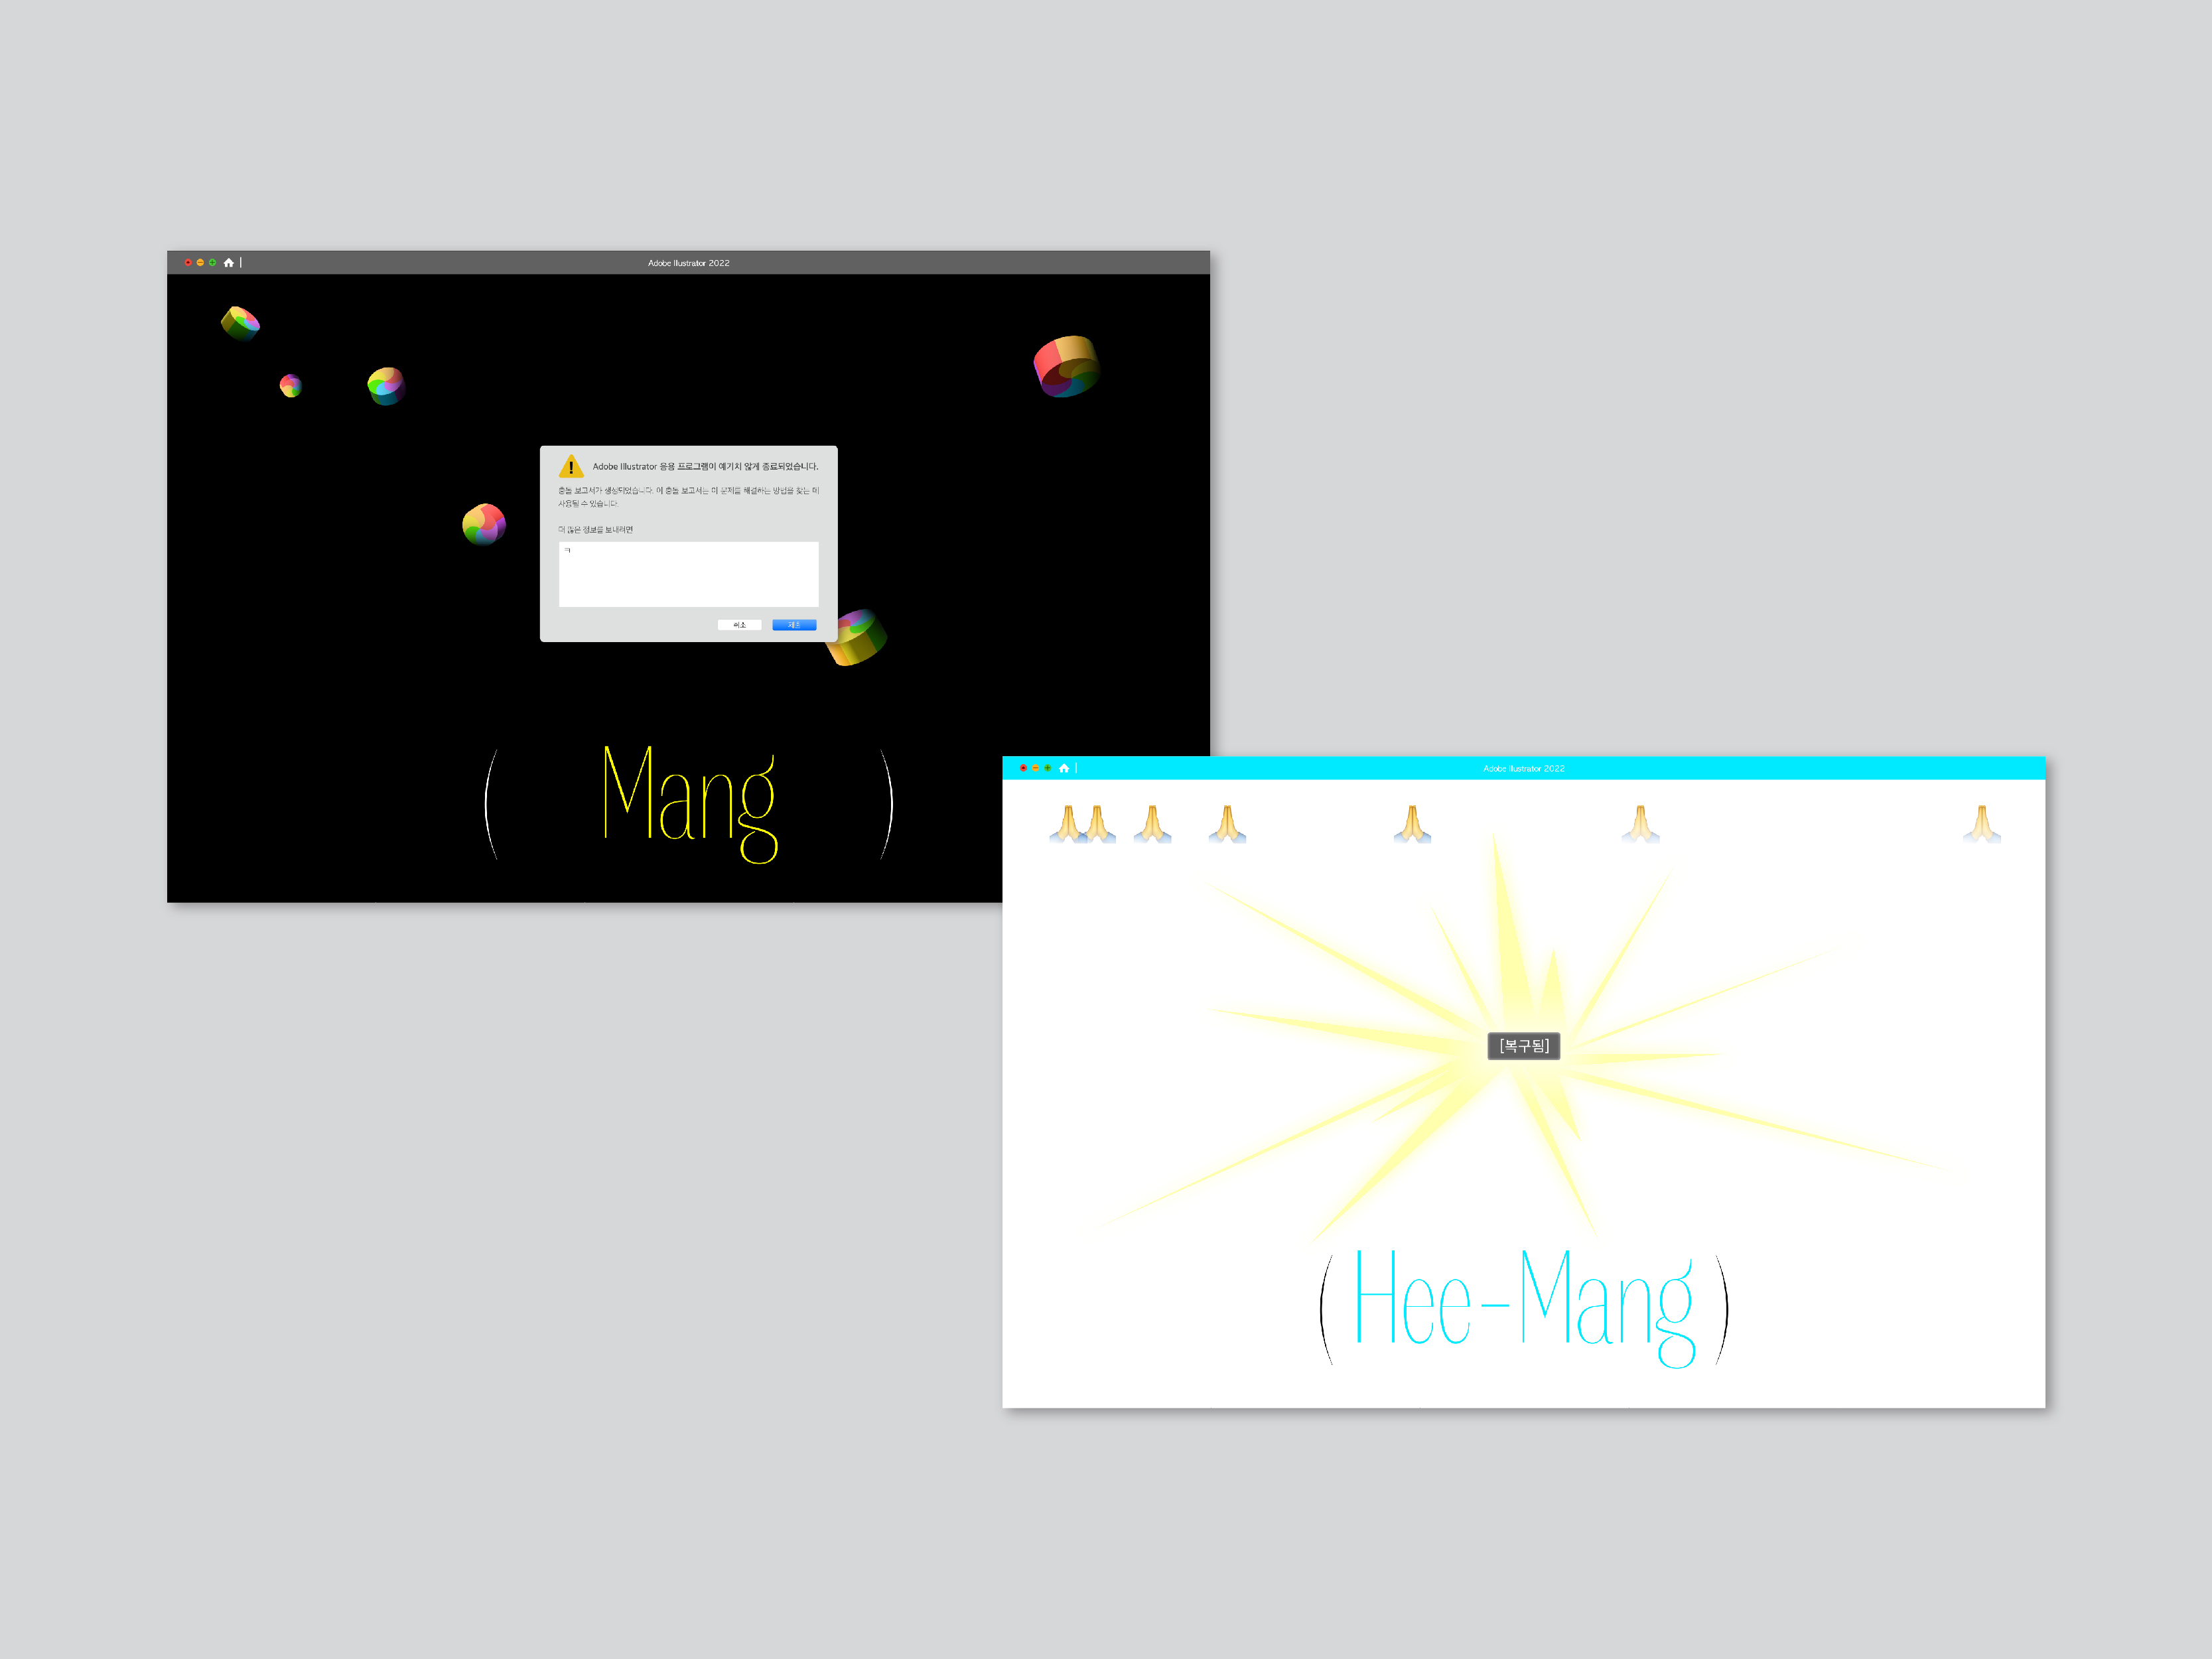 Adobe Illustrator 2022
Adobe Illustrator 응용 프로그램이 예기치 않게 종료되었습니다.
충돌 보고서가 생성되었습니다. 이 충돌 보고서는 이 문제를 해결하는 방법을 찾는 데
사용될 수 있습니다.
더 많은 정보를 보내려면
ㅋ
취소
제출
( Mang )
Adobe Illustrator 2022
[복구됨]
( Hee-Mang )